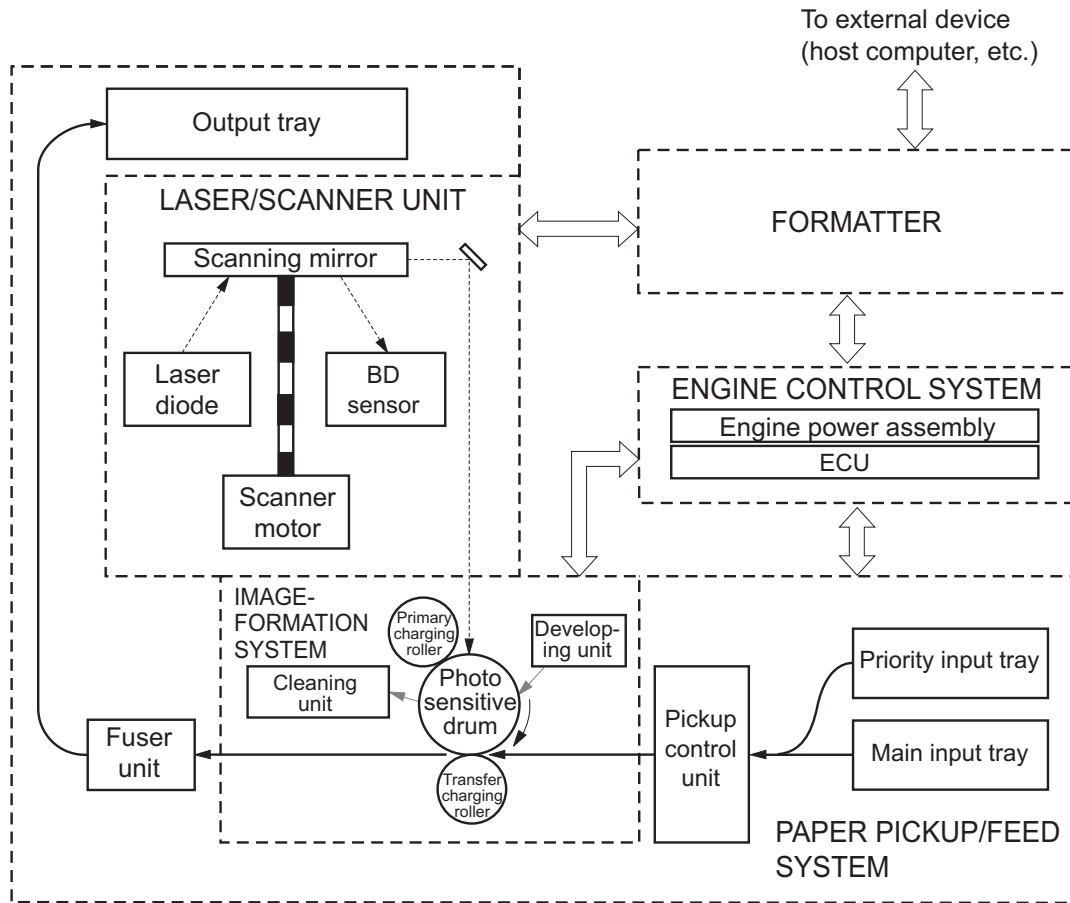 To external device
(host computer, etc.)
Output tray
LASER/SCANNER UNIT
FORMATTER
Scanning mirror
Laser
diode
BD
sensor
ENGINE CONTROL SYSTEM
Engine power assembly
ECU
Scanner
motor
IMAGE-
FORMATION
SYSTEM
Primary
charging
roller
Develop-
ing unit
Cleaning
unit
Photo
sensitive
drum
Priority input tray
Pickup
control
unit
Main input tray
Fuser
unit
Transfer
charging
roller
PAPER PICKUP/FEED
SYSTEM